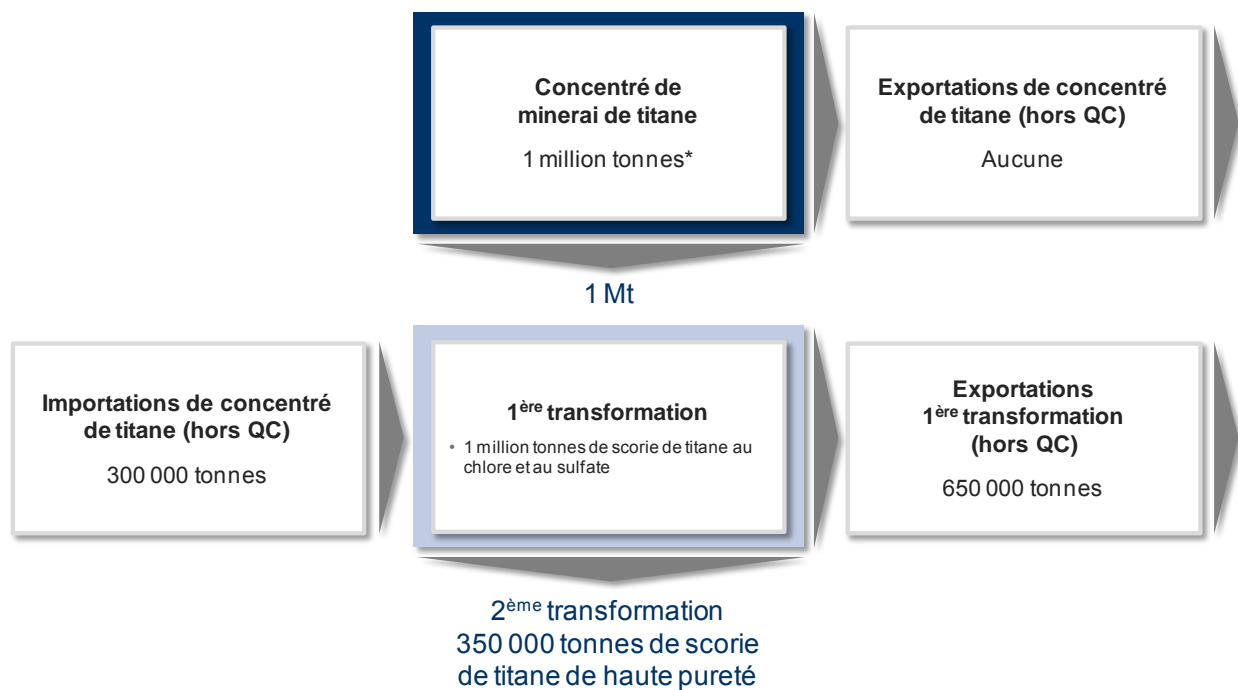 Concentré de
minerai de titane
1 million tonnes*
Exportations de concentré
de titane (hors QC)
Aucune
1 Mt
Importations de concentré
de titane (hors QC)
300 000 tonnes
1ère transformation
• 1 million tonnes de scorie de titane au
chlore et au sulfate
Exportations
1ère transformation
(hors QC)
650 000 tonnes
2ème transformation
350 000 tonnes de scorie
de titane de haute pureté